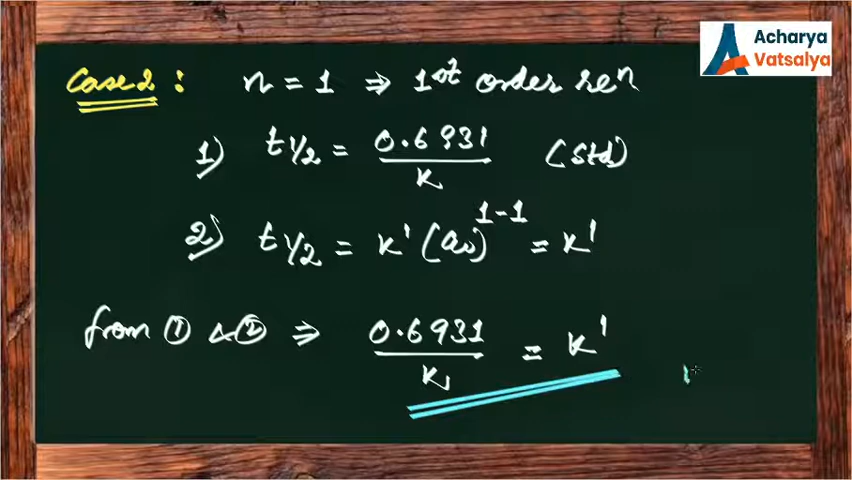 Acharya
Vatsalya
Case 2 : n = 1 ⇒ 1st order rxn
1) t1/2 = 0.6931 / K (Std)
2) t1/2 = K' (a0)^1-1 = K'
from ① & ② ⇒ 0.6931 / K = K'